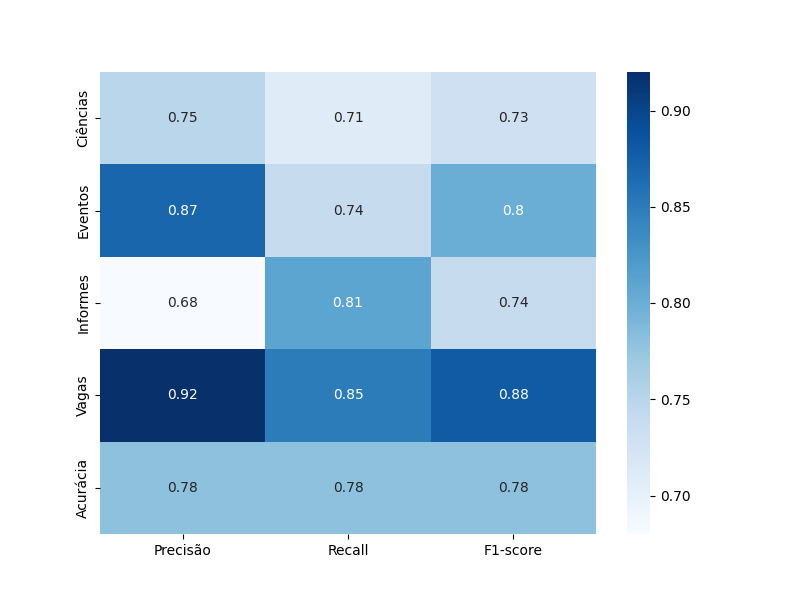 Ciências 0.75 0.71 0.73
Eventos 0.87 0.74 0.8
Informes 0.68 0.81 0.74
Vagas 0.92 0.85 0.88
Acurácia 0.78 0.78 0.78
Precisão Recall F1-score
0.90
0.85
0.80
0.75
0.70